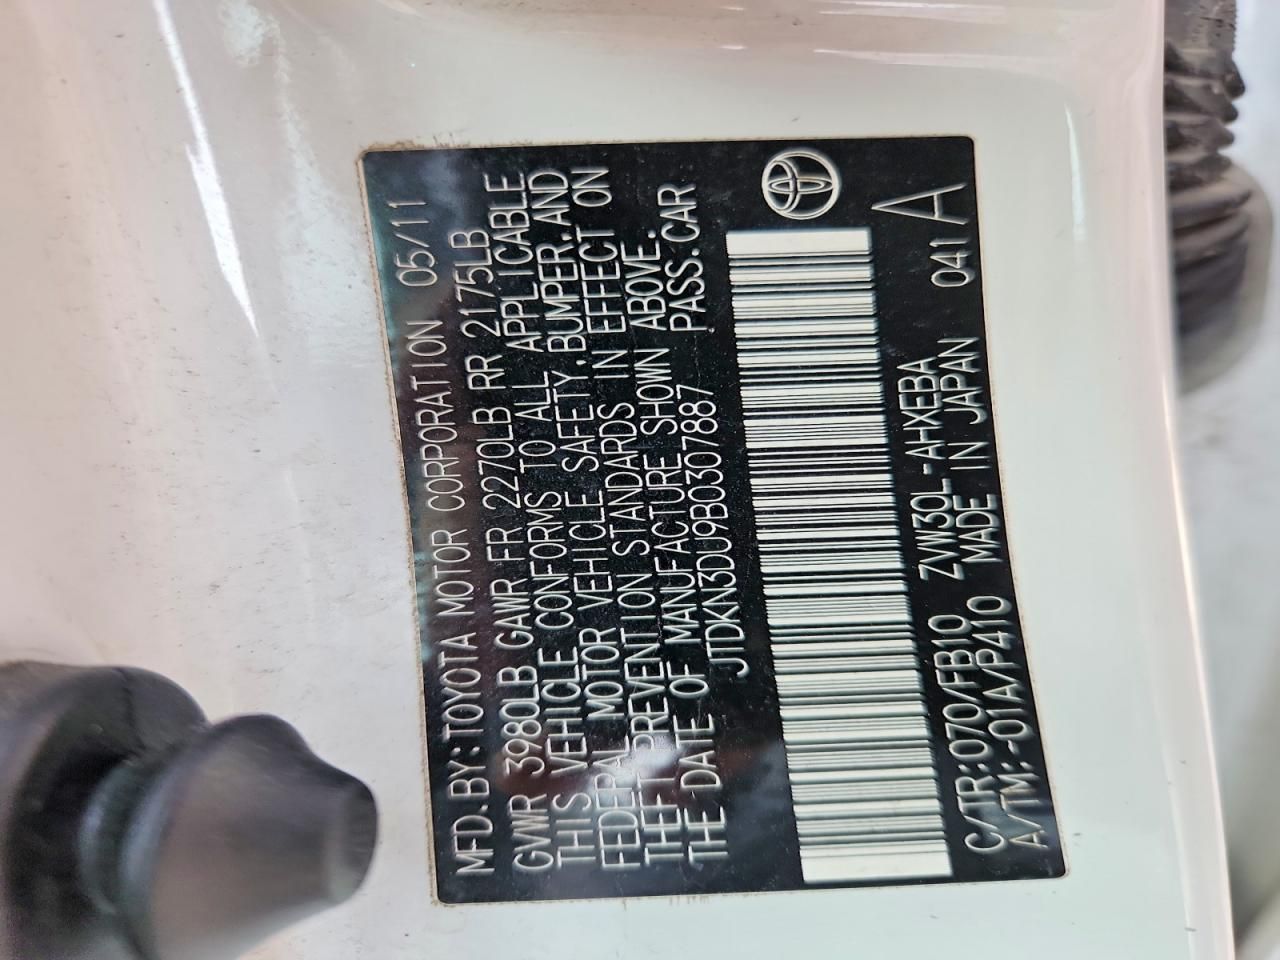 MFD.BY:TOYOTA MOTOR CORPORATION 05/11
GVWR 3980LB GAWR FR 2270LB RR 2175LB
THIS VEHICLE CONFORMS TO ALL APPLICABLE
FEDERAL MOTOR VEHICLE SAFETY,BUMPER,AND
THEFT PREVENTION STANDARDS IN EFFECT ON
THE DATE OF MANUFACTURE SHOWN ABOVE.
JTDKN3DU9B0307887 PASS.CAR
C/TR:070/FB10 ZVW30L-AHXEBA 041A
A/TM:-01A/P410 MADE IN JAPAN